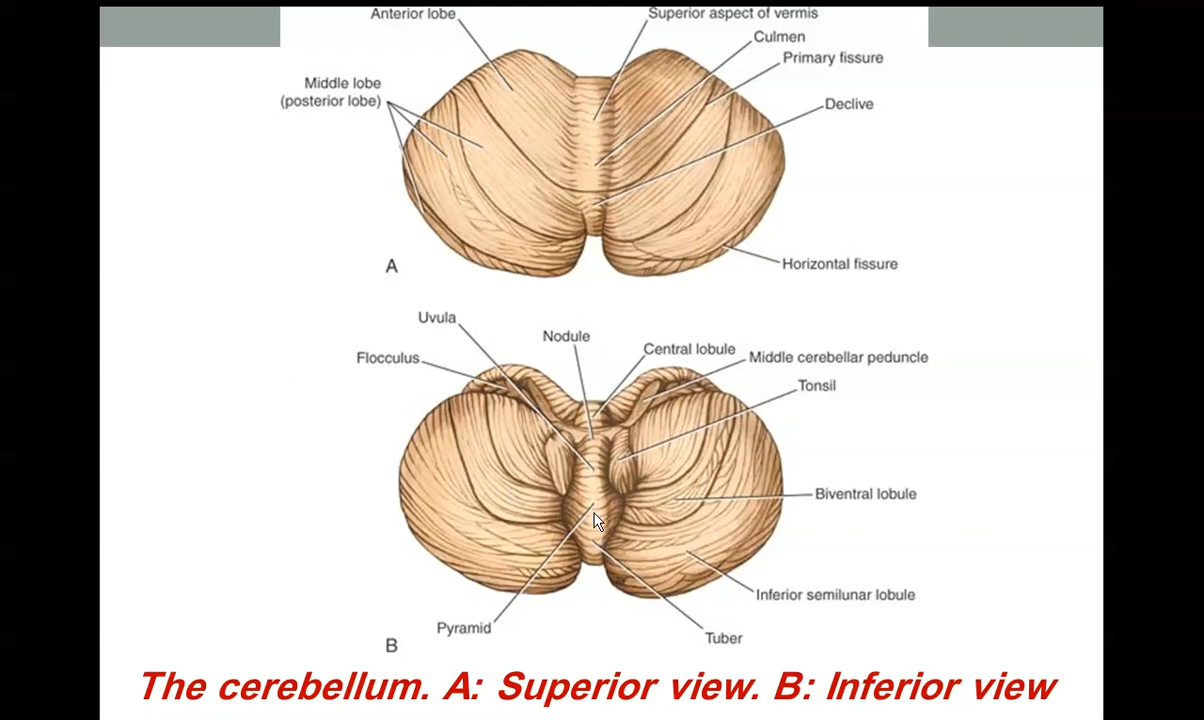 Anterior lobe
Superior aspect of vermis
Culmen
Primary fissure
Middle lobe
(posterior lobe)
Declive
A
Horizontal fissure
Uvula
Nodule
Central lobule
Flocculus
Middle cerebellar peduncle
Tonsil
Biventral lobule
Inferior semilunar lobule
Pyramid
Tuber
B
The cerebellum. A: Superior view. B: Inferior view